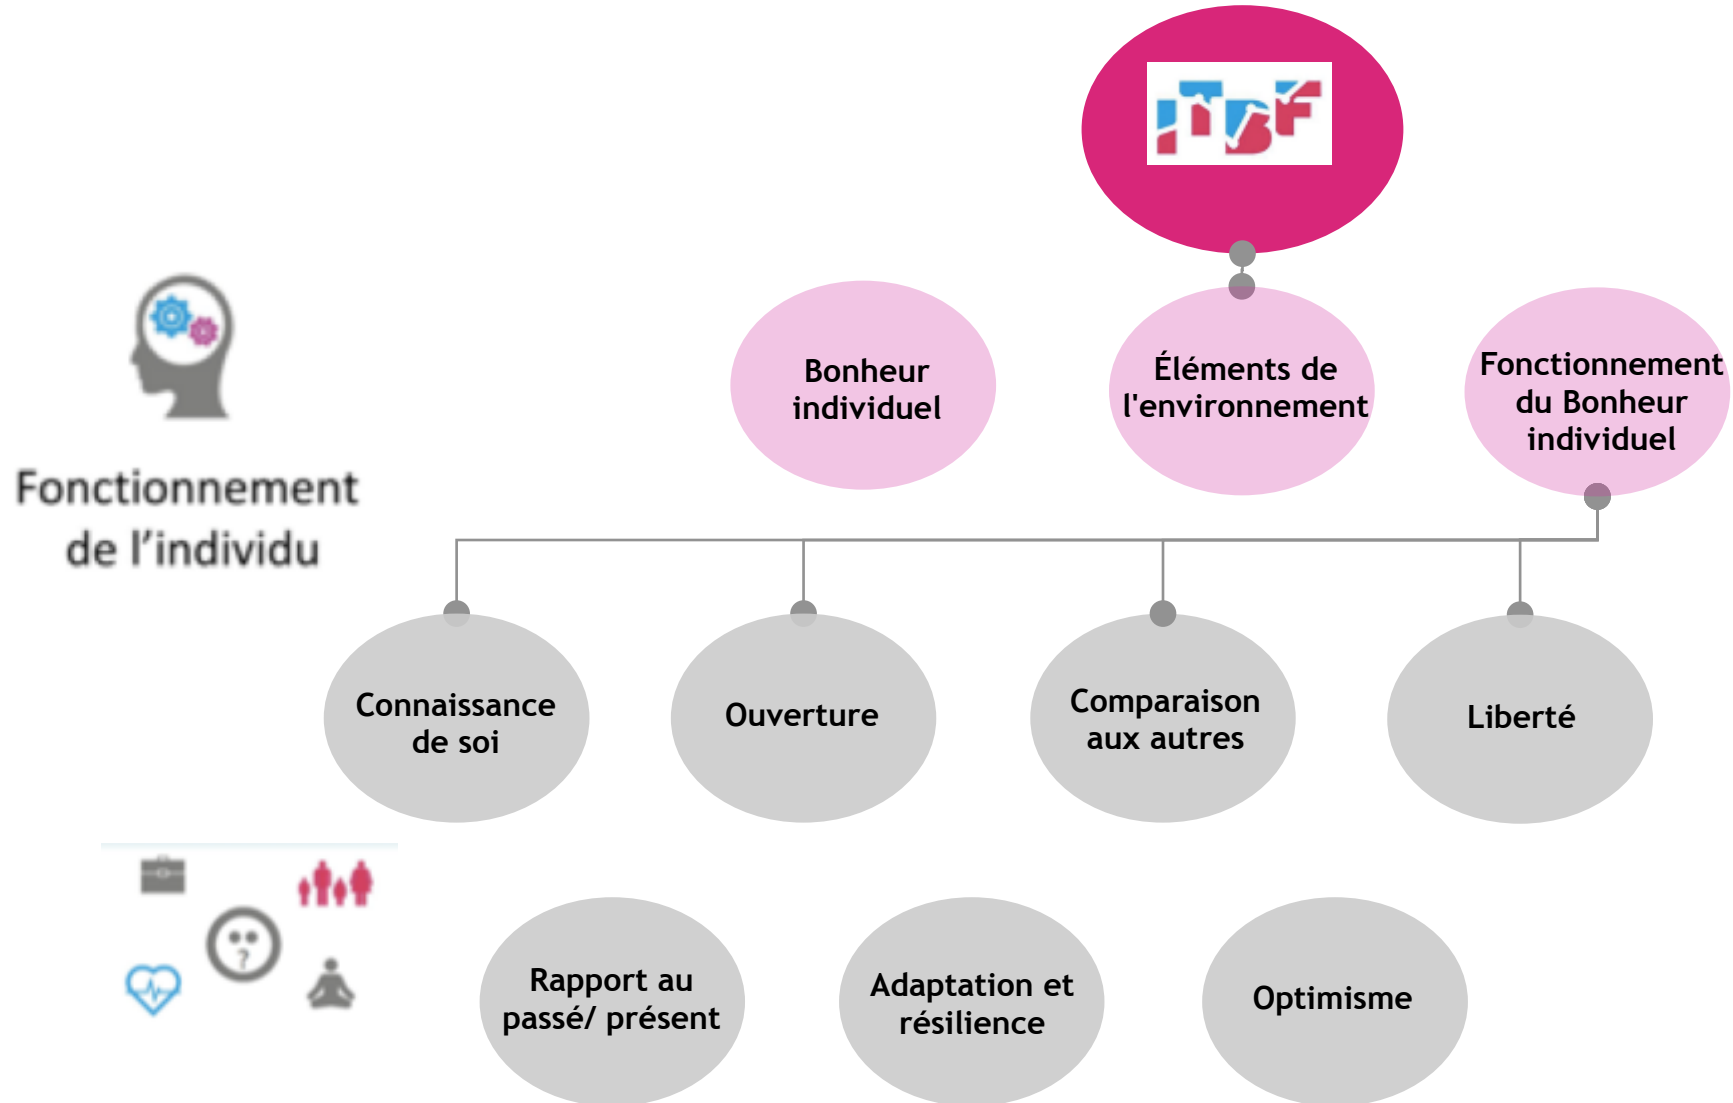 ITBF
Bonheur
individuel
Éléments de
l'environnement
Fonctionnement
du Bonheur
individuel
Fonctionnement
de l’individu
Connaissance
de soi
Ouverture
Comparaison
aux autres
Liberté
?
Rapport au
passé/ présent
Adaptation et
résilience
Optimisme